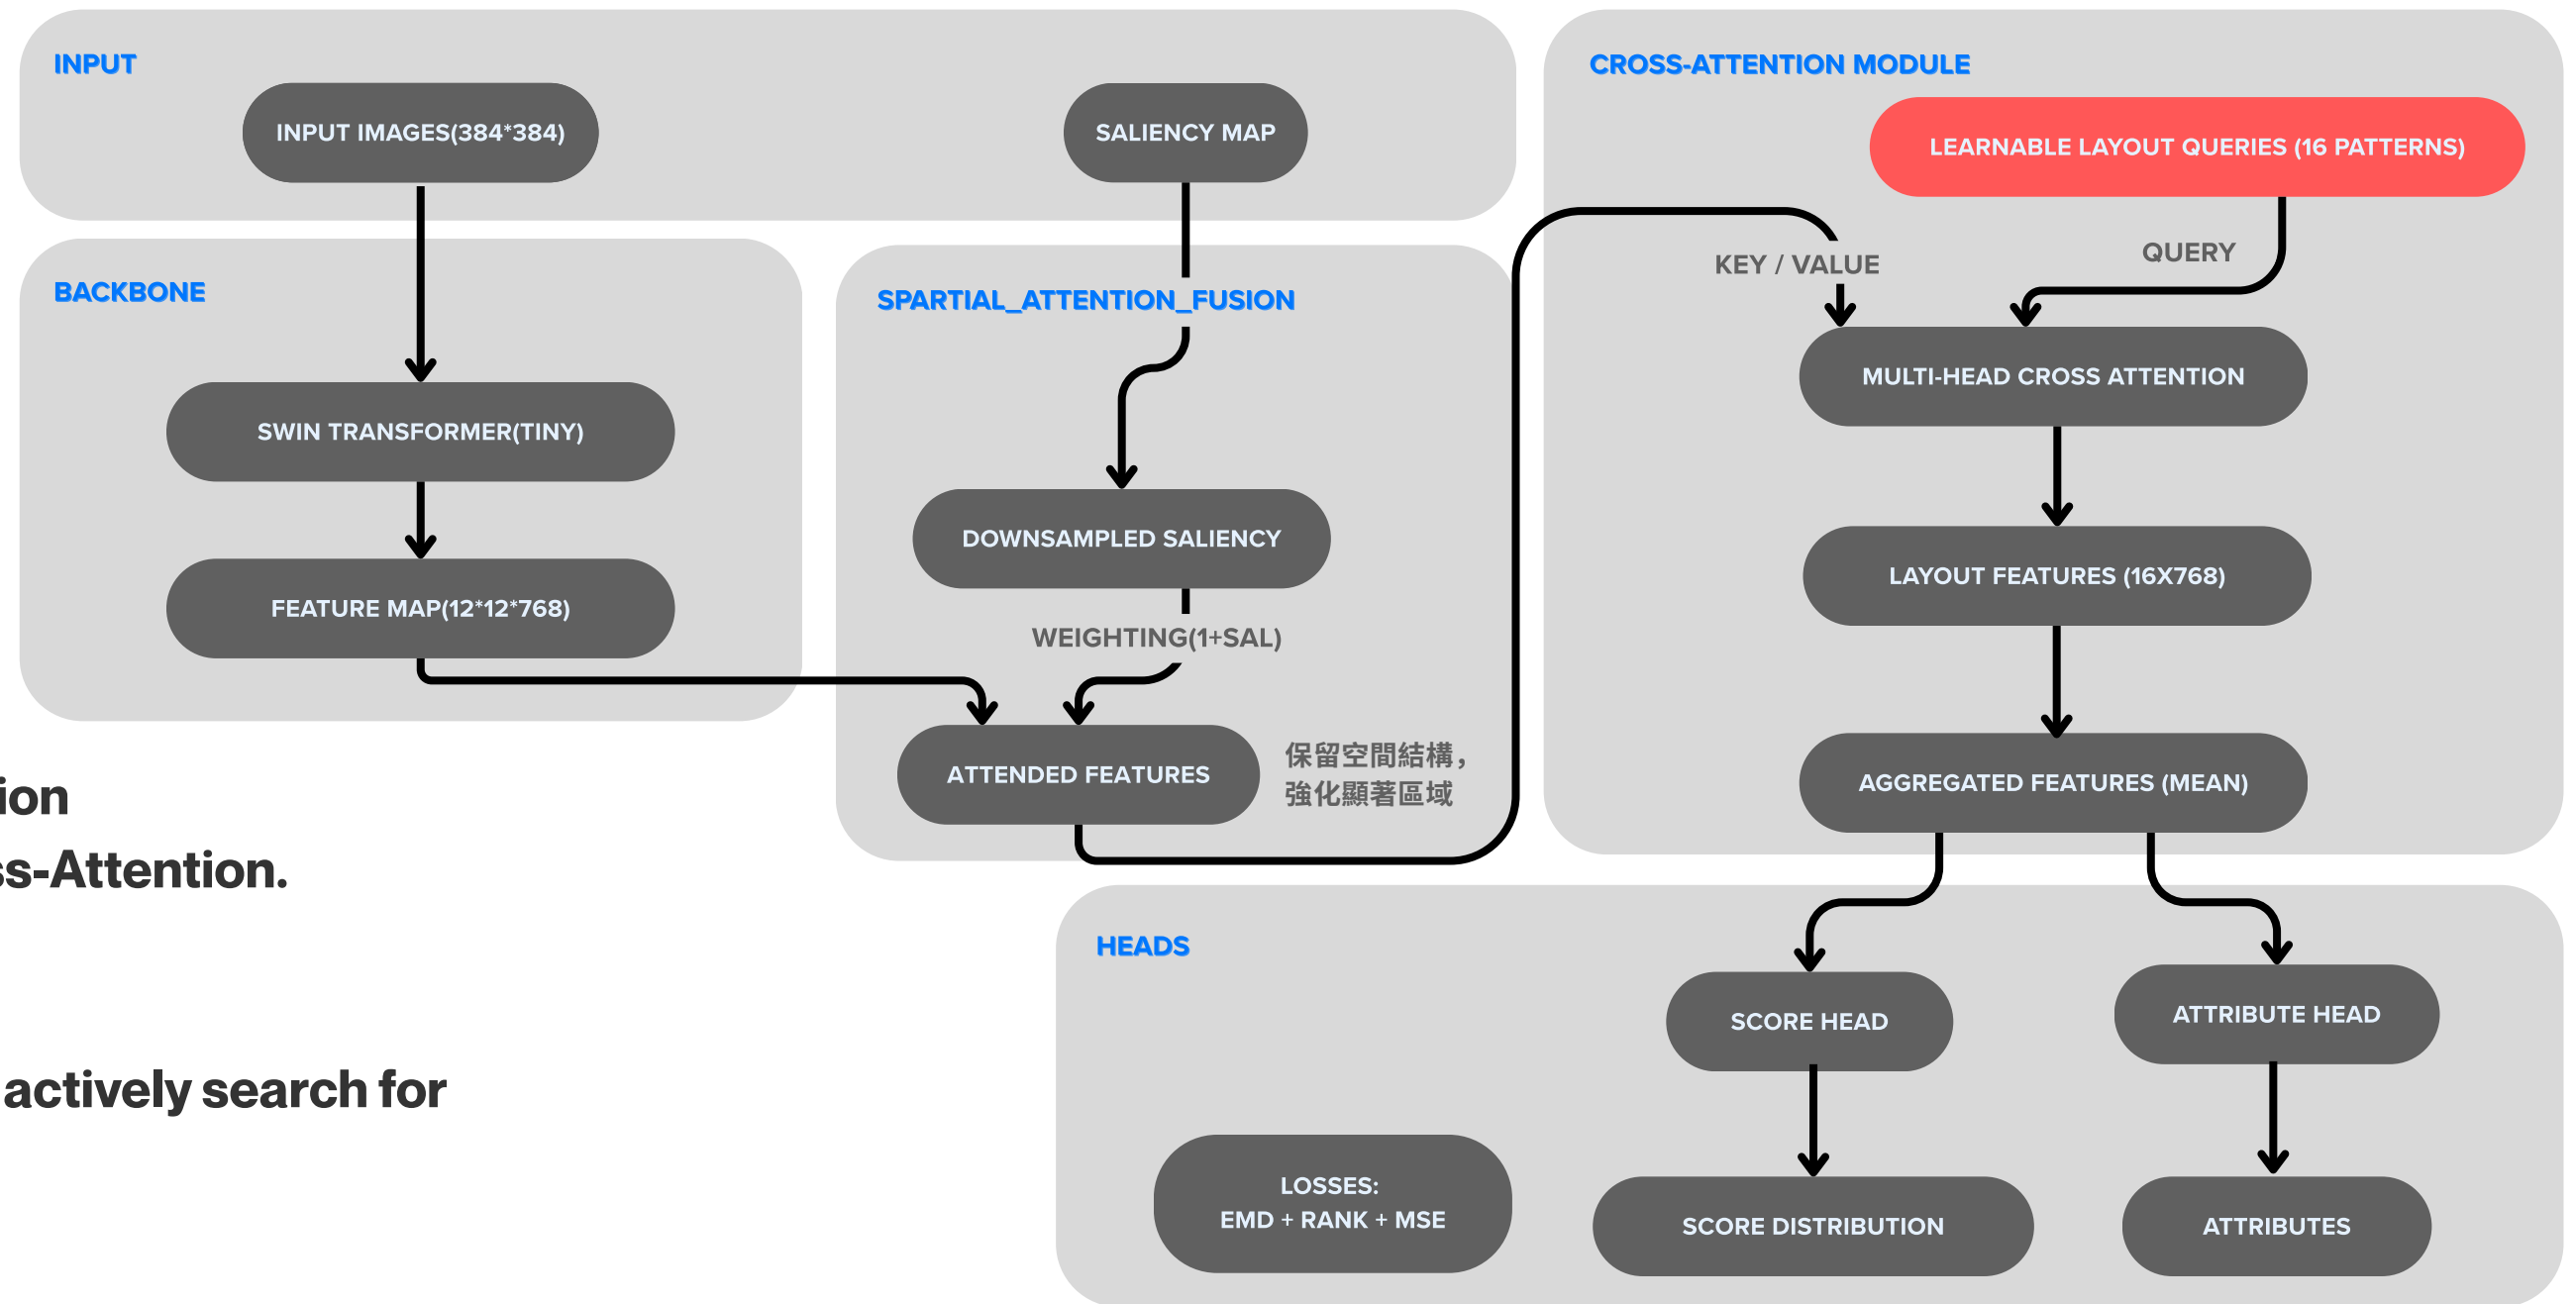 INPUT
INPUT IMAGES(384*384)
SALIENCY MAP
BACKBONE
SWIN TRANSFORMER(TINY)
FEATURE MAP(12*12*768)
SPARTIAL_ATTENTION_FUSION
DOWNSAMPLED SALIENCY
WEIGHTING(1+SAL)
ATTENDED FEATURES
保留空間結構，
強化顯著區域
CROSS-ATTENTION MODULE
LEARNABLE LAYOUT QUERIES (16 PATTERNS)
KEY / VALUE
QUERY
MULTI-HEAD CROSS ATTENTION
LAYOUT FEATURES (16X768)
AGGREGATED FEATURES (MEAN)
HEADS
SCORE HEAD
ATTRIBUTE HEAD
LOSSES:
EMD + RANK + MSE
SCORE DISTRIBUTION
ATTRIBUTES
ion
ss-Attention.
actively search for